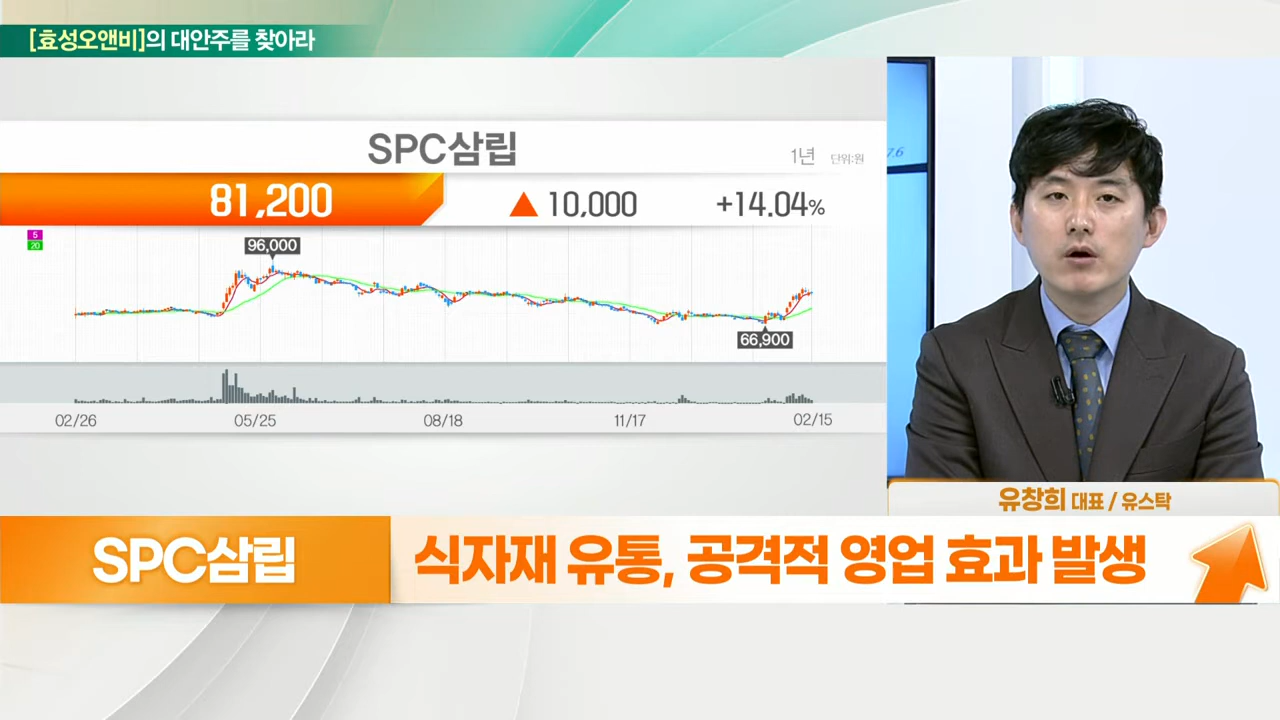 [효성오앤비]의 대안주를 찾아라
SPC삼립
1년 단위:원
81,200 ▲ 10,000 +14.04%
5
20
96,000
66,900
02/26 05/25 08/18 11/17 02/15
7.6
유창희 대표 / 유스탁
SPC삼립
식자재 유통, 공격적 영업 효과 발생